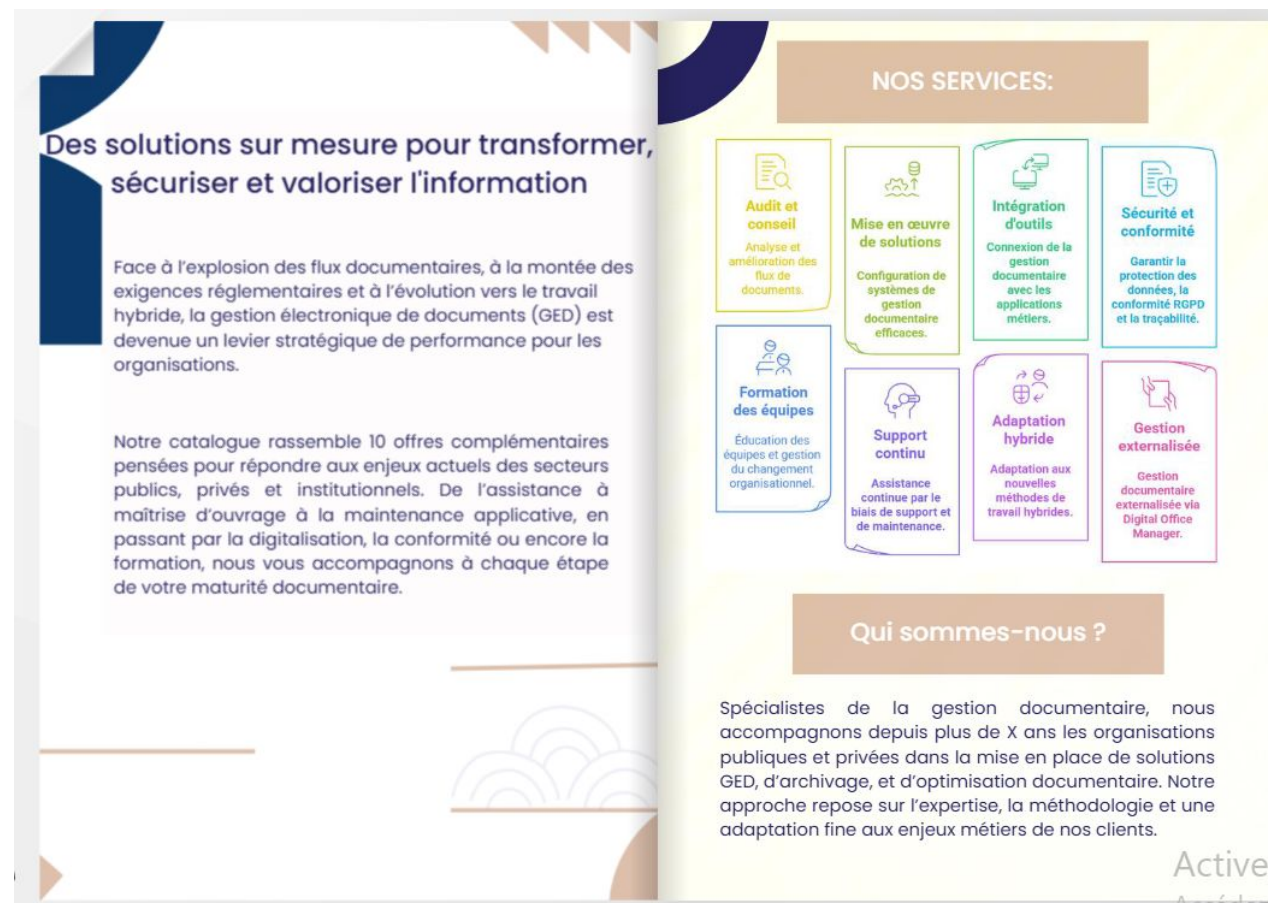 Des solutions sur mesure pour transformer,
sécuriser et valoriser l'information
Face à l'explosion des flux documentaires, à la montée des
exigences réglementaires et à l'évolution vers le travail
hybride, la gestion électronique de documents (GED) est
devenue un levier stratégique de performance pour les
organisations.
Notre catalogue rassemble 10 offres complémentaires
pensées pour répondre aux enjeux actuels des secteurs
publics, privés et institutionnels. De l'assistance à
maîtrise d'ouvrage à la maintenance applicative, en
passant par la digitalisation, la conformité ou encore la
formation, nous vous accompagnons à chaque étape
de votre maturité documentaire.
NOS SERVICES:
Audit et
conseil
Analyse et
amélioration des
flux de
documents.
Mise en œuvre
de solutions
Configuration de
systèmes de
gestion
documentaire
efficaces.
Intégration
d'outils
Connexion de la
gestion
documentaire
avec les
applications
métiers.
Sécurité et
conformité
Garantir la
protection des
données, la
conformité RGPD
et la traçabilité.
Formation
des équipes
Éducation des
équipes et gestion
du changement
organisationnel.
Support
continu
Assistance
continue par le
biais de support et
de maintenance.
Adaptation
hybride
Adaptation aux
nouvelles
méthodes de
travail hybrides.
Gestion
externalisée
Gestion
documentaire
externalisée via
Digital Office
Manager.
Qui sommes-nous ?
Spécialistes de la gestion documentaire, nous
accompagnons depuis plus de X ans les organisations
publiques et privées dans la mise en place de solutions
GED, d'archivage, et d'optimisation documentaire. Notre
approche repose sur l'expertise, la méthodologie et une
adaptation fine aux enjeux métiers de nos clients.
Active